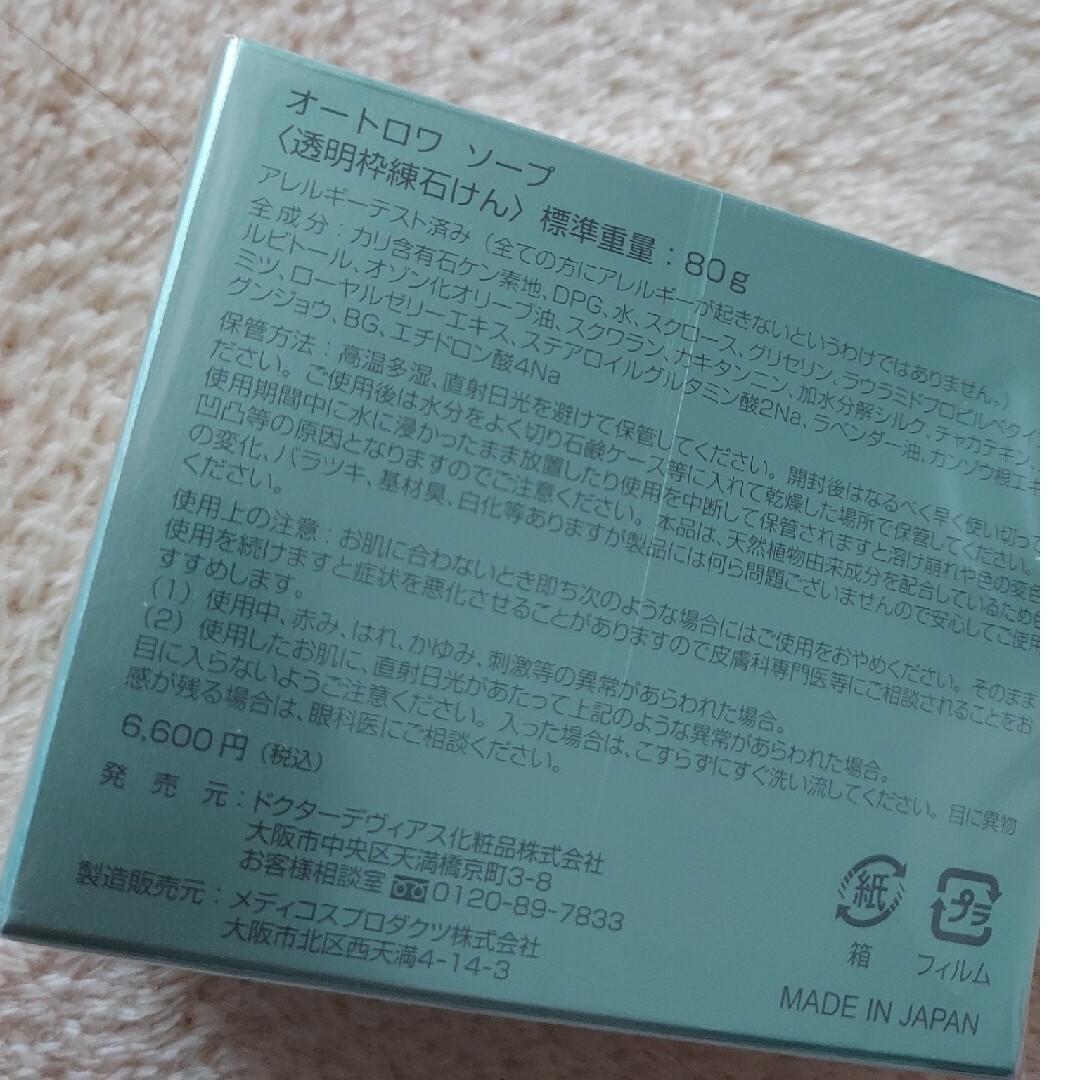 オートロワ ソープ
〈透明枠練石けん〉標準重量：80g
アレルギーテスト済み（全ての方にアレルギーが起きないというわけではありません。）
全成分：カリ含有石ケン素地、DPG、水、スクロース、グリセリン、ラウラミドプロピルベタイ
ルビトール、オゾン化オリーブ油、スクワラン、カキタンニン、加水分解シルク、チャカテキン、
ミツ、ローヤルゼリーエキス、ステアロイルグルタミン酸2Na、ラベンダー油、カンゾウ根エキ
グンジョウ、BG、エチドロン酸4Na
保管方法：高温多湿、直射日光を避けて保管してください。開封後はなるべく早く使い切って
ださい。ご使用後は水分をよく切り石鹸ケース等に入れて乾燥した場所で保管してください。
使用期間中に水に浸かったまま放置したり使用を中断して保管されますと溶け崩れや色の変色
凹凸等の原因となりますのでご注意ください。本品は、天然植物由来成分を配合しているため色
の変化、バラツキ、基材臭、白化等ありますが製品には何ら問題ございませんので安心してご使用
ください。
使用上の注意：お肌に合わないとき即ち次のような場合にはご使用をおやめください。そのまま
使用を続けますと症状を悪化させることがありますので皮膚科専門医等にご相談されることをお
すすめします。
（1）使用中、赤み、はれ、かゆみ、刺激等の異常があらわれた場合。
（2）使用したお肌に、直射日光があたって上記のような異常があらわれた場合。
目に入らないようご注意ください。入った場合は、こすらずにすぐ洗い流してください。目に異物
感が残る場合は、眼科医にご相談ください。
6,600円（税込）
発売元：ドクターデヴィアス化粧品株式会社
大阪市中央区天満橋京町3-8
お客様相談室 0120-89-7833
製造販売元：メディコスプロダクツ株式会社
大阪市北区西天満4-14-3
紙
箱
プラ
フィルム
MADE IN JAPAN